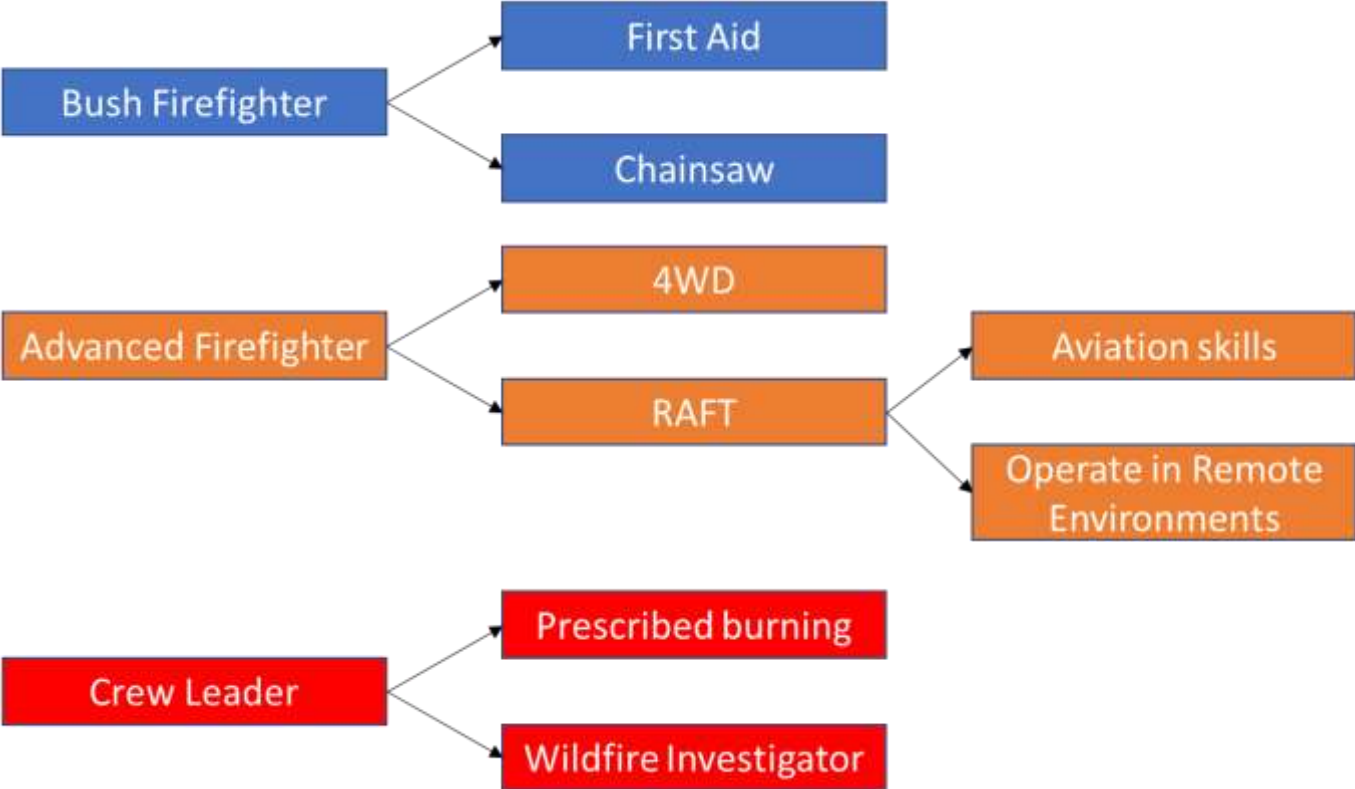 Bush Firefighter
First Aid
Chainsaw
Advanced Firefighter
4WD
RAFT
Aviation skills
Operate in Remote
Environments
Crew Leader
Prescribed burning
Wildfire Investigator